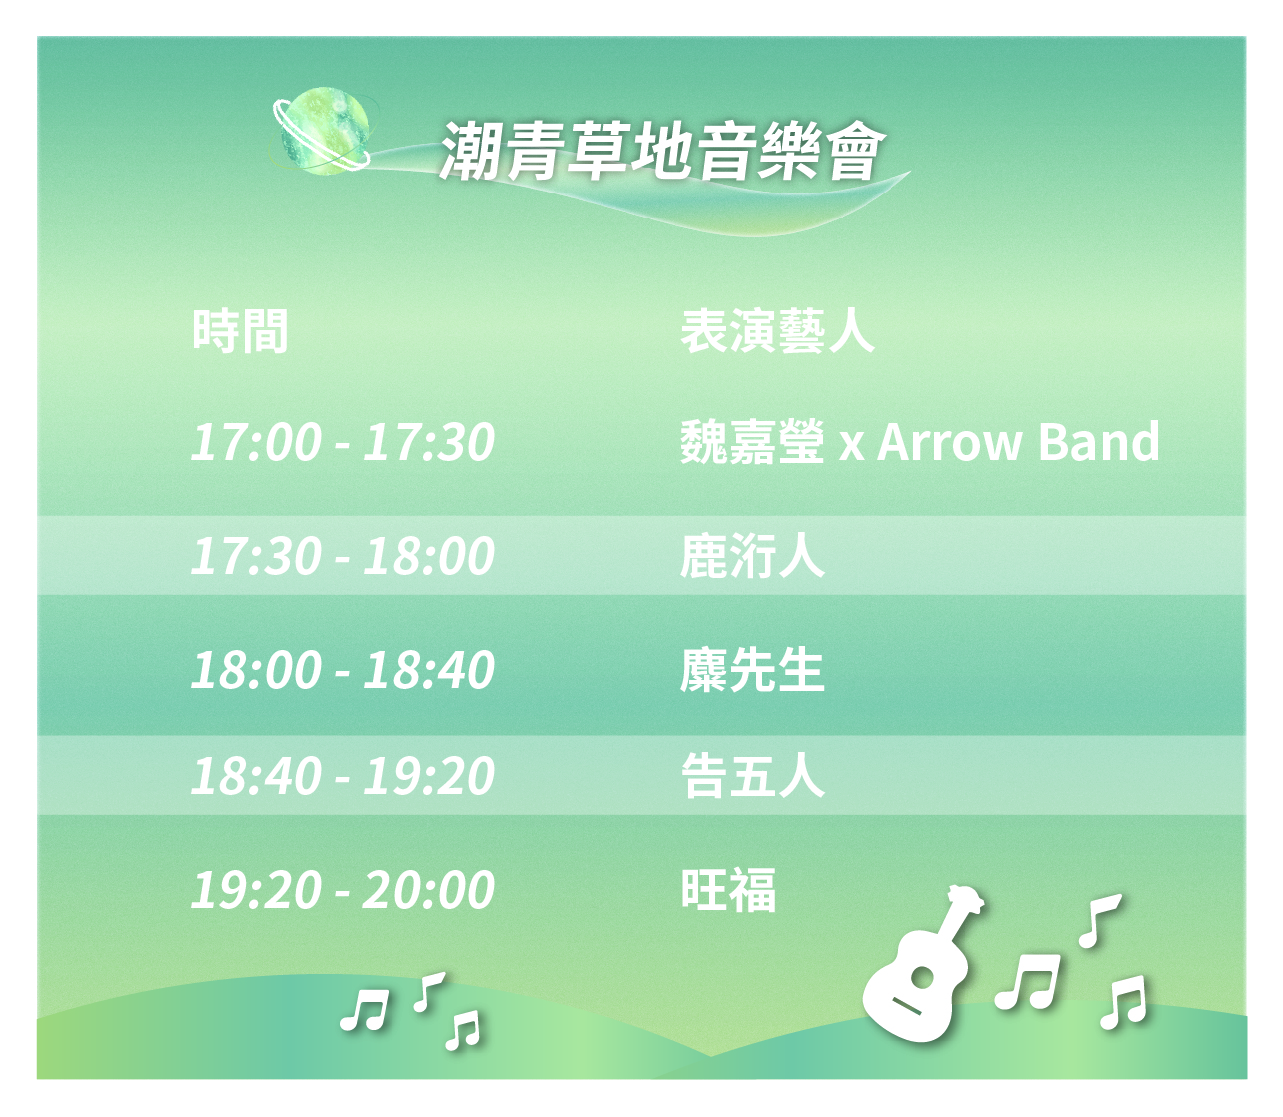 潮青草地音樂會
時間 表演藝人
17:00 - 17:30 魏嘉瑩 x Arrow Band
17:30 - 18:00 鹿洐人
18:00 - 18:40 麋先生
18:40 - 19:20 告五人
19:20 - 20:00 旺福